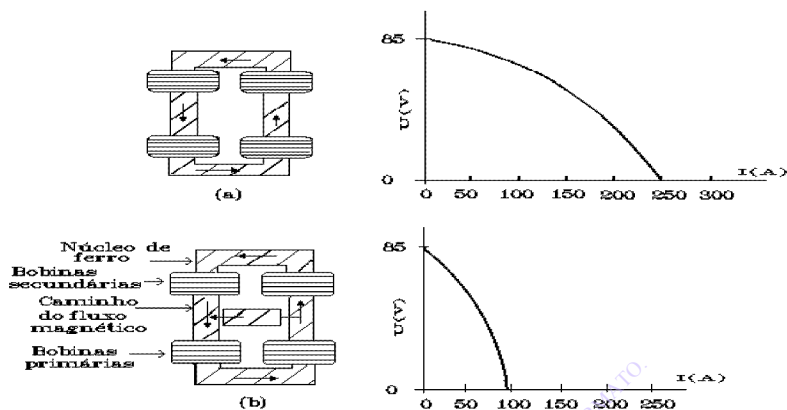 85
U(V)
0
I(A)
0 50 100 150 200 250 300
(a)
Núcleo de
ferro
Bobinas
secundárias
Caminho
do fluxo
magnético
Bobinas
primárias
(b)
85
U(V)
0
I(A)
0 50 100 150 200 250